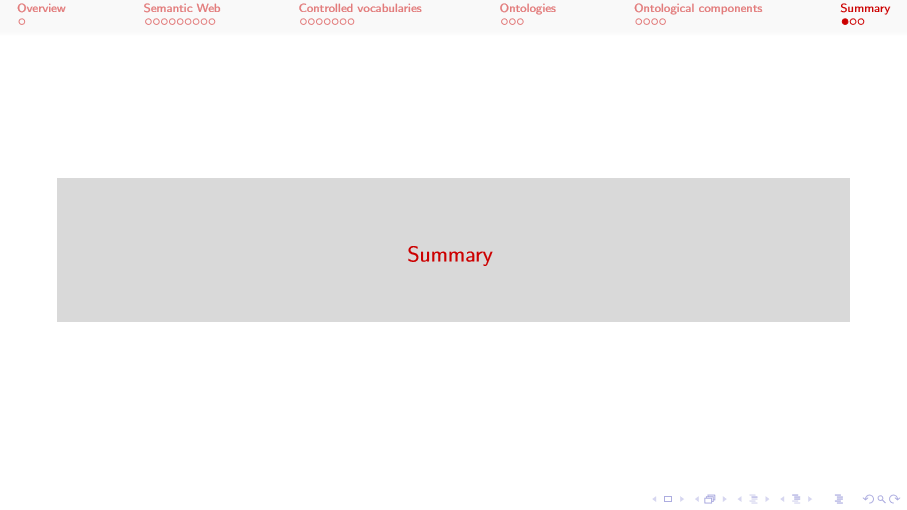 Overview
Semantic Web
Controlled vocabularies
Ontologies
Ontological components
Summary
Summary